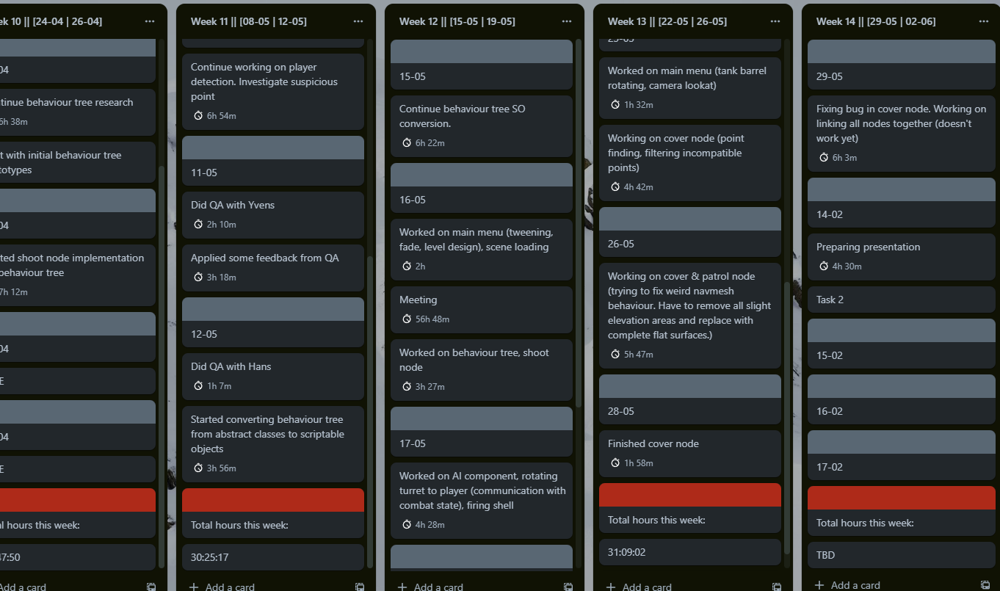 ek 10 || [24-04 | 26-04]
04
tinue behaviour tree research
6h 38m
t with initial behaviour tree
totypes
04
ted shoot node implementation
behaviour tree
7h 12m
04
E
04
E
l hours this week:
47:50
Add a card
Week 11 || [08-05 | 12-05]
Continue working on player
detection. Investigate suspicious
point
6h 54m
11-05
Did QA with Yvens
2h 10m
Applied some feedback from QA
3h 18m
12-05
Did QA with Hans
1h 7m
Started converting behaviour tree
from abstract classes to scriptable
objects
3h 56m
Total hours this week:
30:25:17
Add a card
Week 12 || [15-05 | 19-05]
15-05
Continue behaviour tree SO
conversion.
6h 22m
16-05
Worked on main menu (tweening,
fade, level design), scene loading
2h
Meeting
56h 48m
Worked on behaviour tree, shoot
node
3h 27m
17-05
Worked on AI component, rotating
turret to player (communication with
combat state), firing shell
4h 28m
Add a card
Week 13 || [22-05 | 26-05]
Worked on main menu (tank barrel
rotating, camera lookat)
1h 32m
Working on cover node (point
finding, filtering incompatible
points)
4h 42m
26-05
Working on cover & patrol node
(trying to fix weird navmesh
behaviour. Have to remove all slight
elevation areas and replace with
complete flat surfaces.)
5h 47m
28-05
Finished cover node
1h 58m
Total hours this week:
31:09:02
Add a card
Week 14 || [29-05 | 02-06]
29-05
Fixing bug in cover node. Working on
linking all nodes together (doesn't
work yet)
6h 3m
14-02
Preparing presentation
4h 30m
Task 2
15-02
16-02
17-02
Total hours this week:
TBD
Add a card